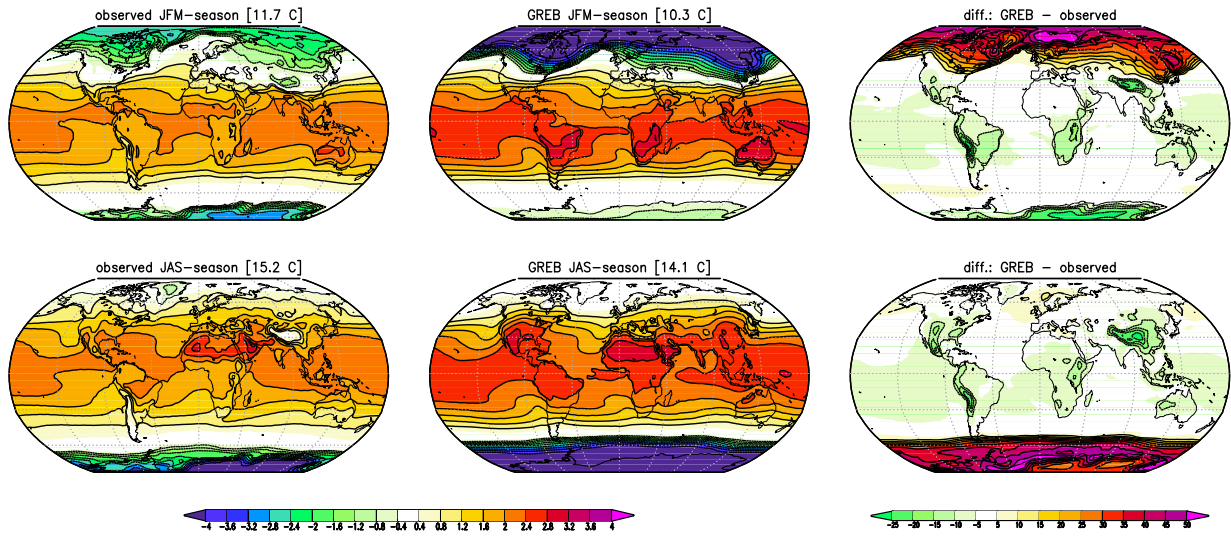 observed JFM-season [11.7 C]
GREB JFM-season [10.3 C]
diff.: GREB - observed
observed JAS-season [15.2 C]
GREB JAS-season [14.1 C]
diff.: GREB - observed
-4 -3.6 -3.2 -2.8 -2.4 -2 -1.6 -1.2 -0.8 -0.4 0.4 0.8 1.2 1.6 2 2.4 2.8 3.2 3.6 4
-25 -20 -15 -10 -5 5 10 15 20 25 30 35 40 45 50